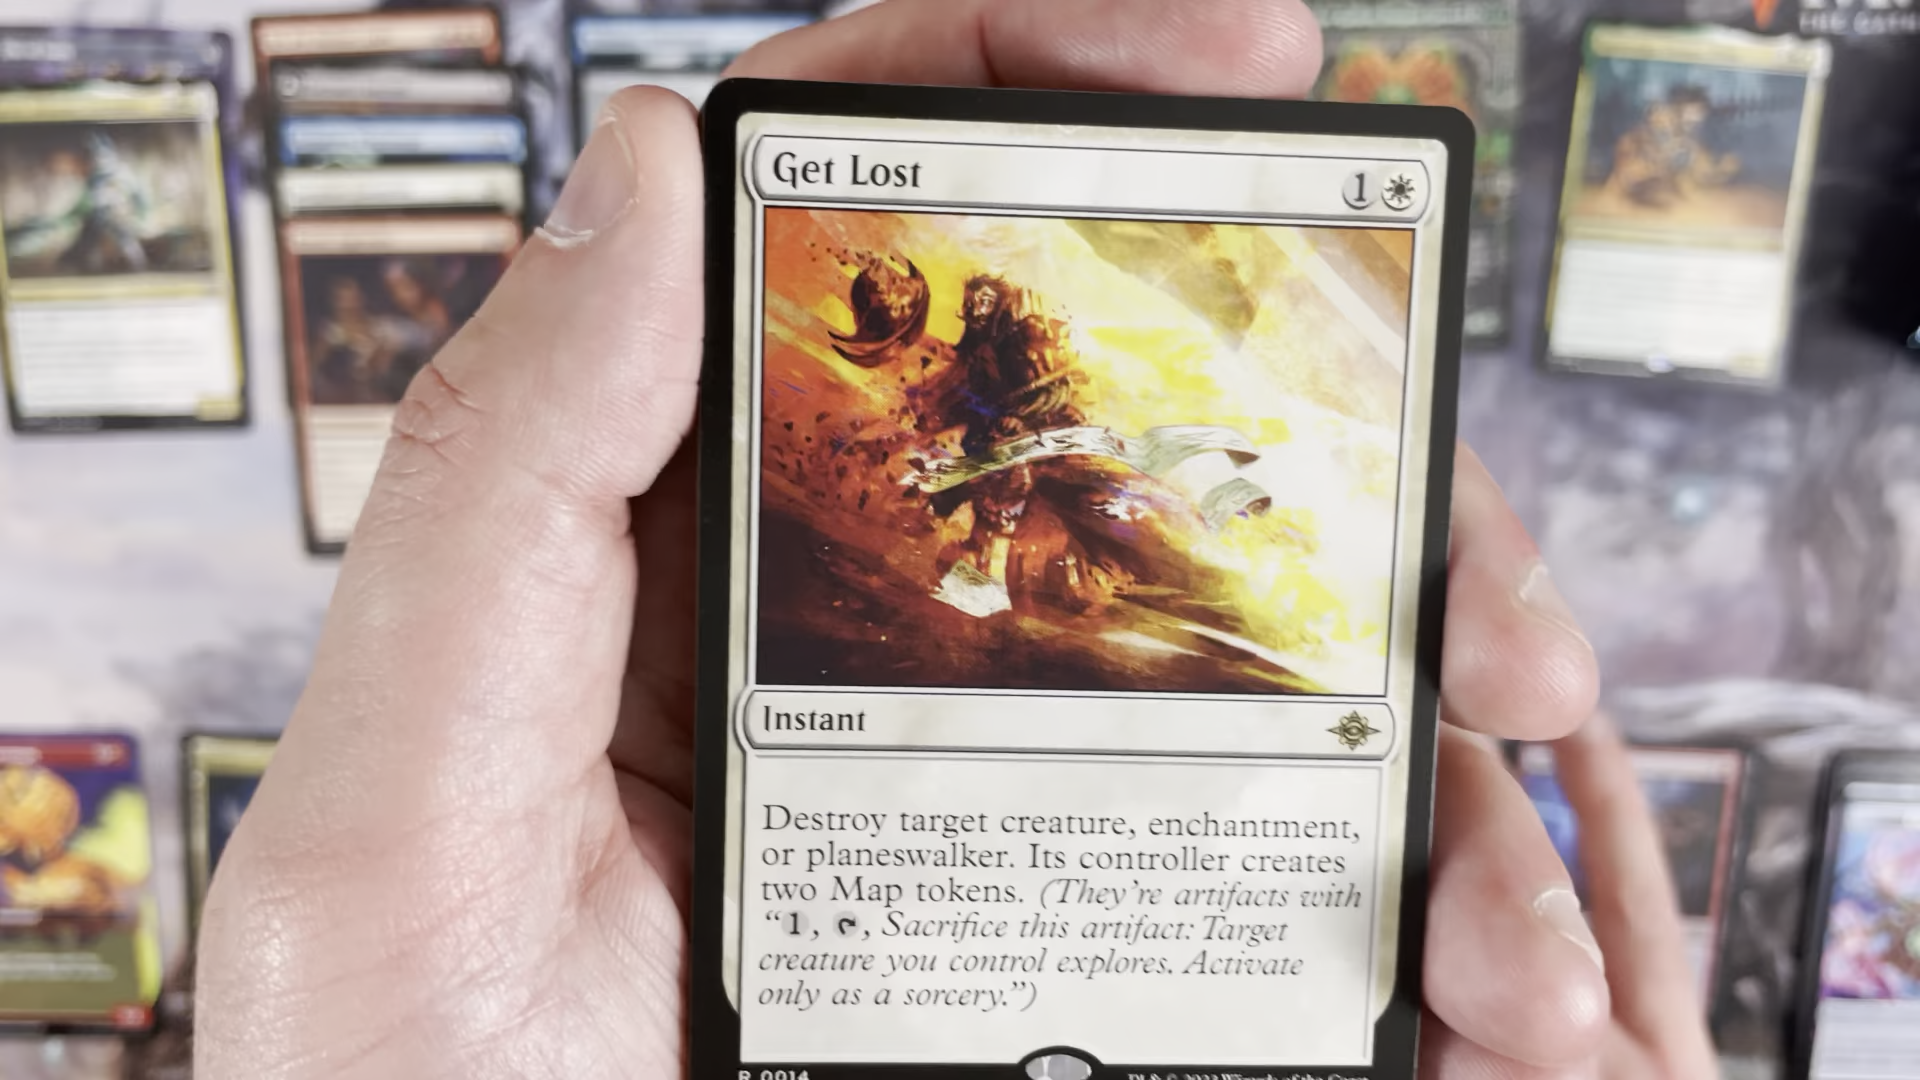 Get Lost 1
Instant
Destroy target creature, enchantment,
or planeswalker. Its controller creates
two Map tokens. (They're artifacts with
“1, , Sacrifice this artifact: Target
creature you control explores. Activate
only as a sorcery.”)
R 0014